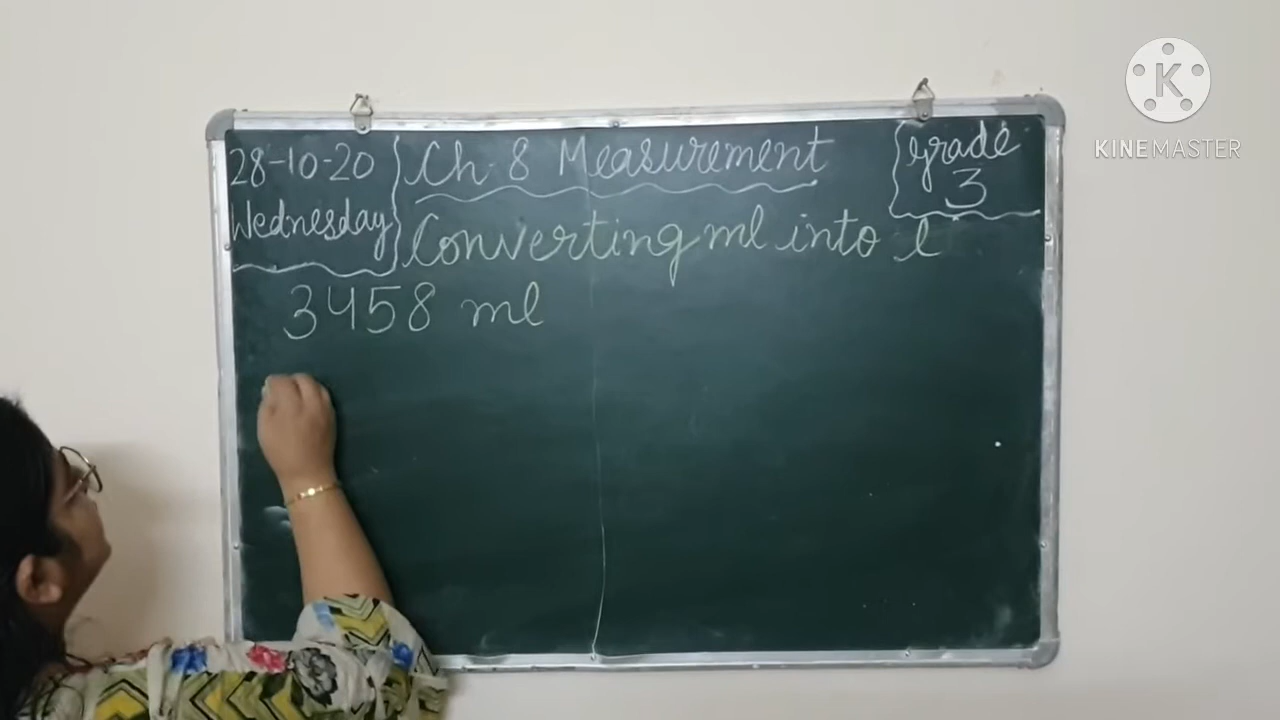 28-10-20
Wednesday
Ch-8 Measurement
Grade
3
Converting ml into l
3458 ml
KINEMASTER